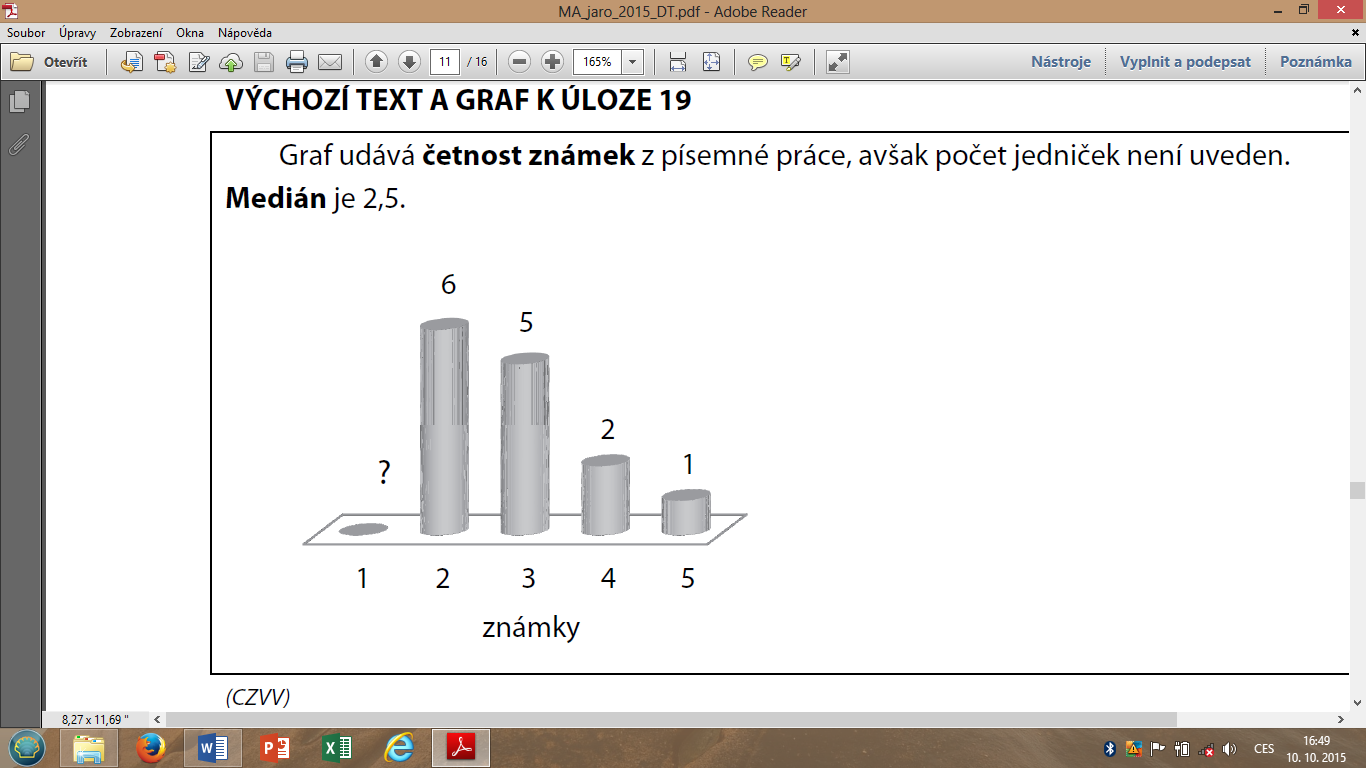 MA_jaro_2015_DT.pdf - Adobe Reader
Soubor Úpravy Zobrazení Okna Nápověda
Otevřít 11 / 16 165% Nástroje Vyplnit a podepsat Poznámka
VÝCHOZÍ TEXT A GRAF K ÚLOZE 19
Graf udává četnost známek z písemné práce, avšak počet jedniček není uveden.
Medián je 2,5.
6
5
2
1
?
1 2 3 4 5
známky
(CZVV)
8,27 x 11,69 "
CES
16:49
10. 10. 2015